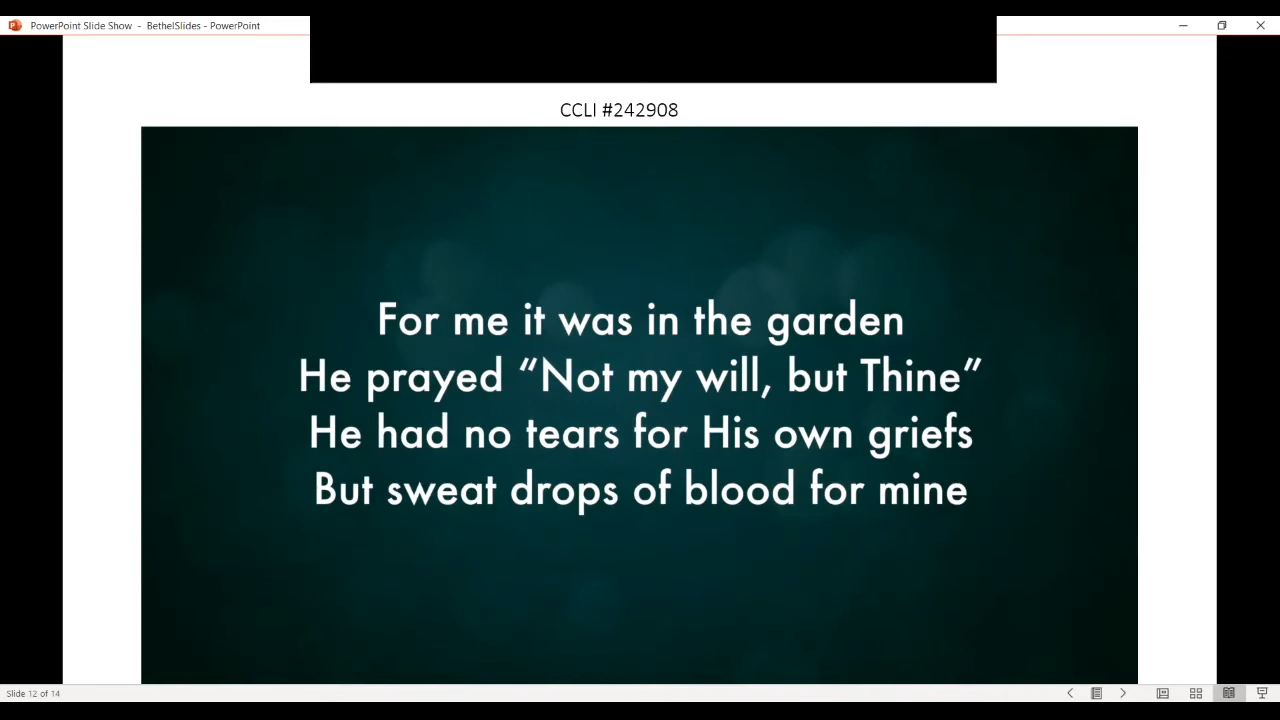 PowerPoint Slide Show - BethelSlides - PowerPoint
CCLI #242908
For me it was in the garden
He prayed “Not my will, but Thine”
He had no tears for His own griefs
But sweat drops of blood for mine
Slide 12 of 14